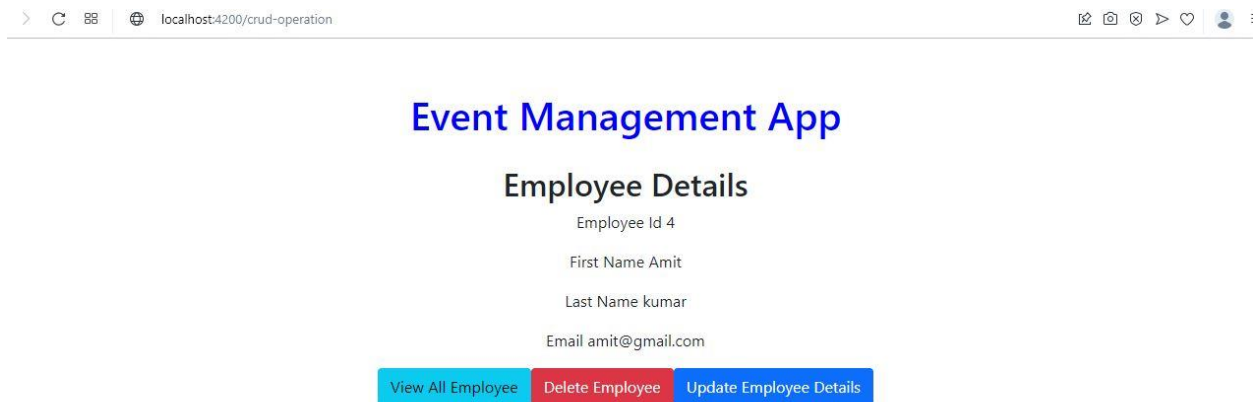 localhost:4200/crud-operation
Event Management App
Employee Details
Employee Id 4
First Name Amit
Last Name kumar
Email amit@gmail.com
View All Employee Delete Employee Update Employee Details